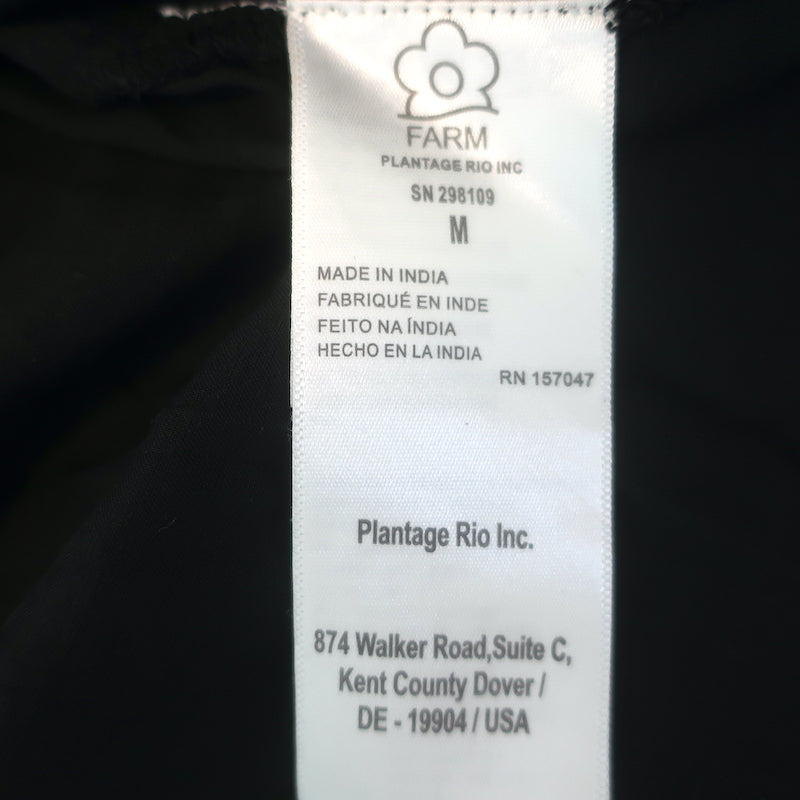 FARM
PLANTAGE RIO INC
SN 298109
M
MADE IN INDIA
FABRIQUÉ EN INDE
FEITO NA ÍNDIA
HECHO EN LA INDIA
RN 157047
Plantage Rio Inc.
874 Walker Road,Suite C,
Kent County Dover /
DE - 19904 / USA